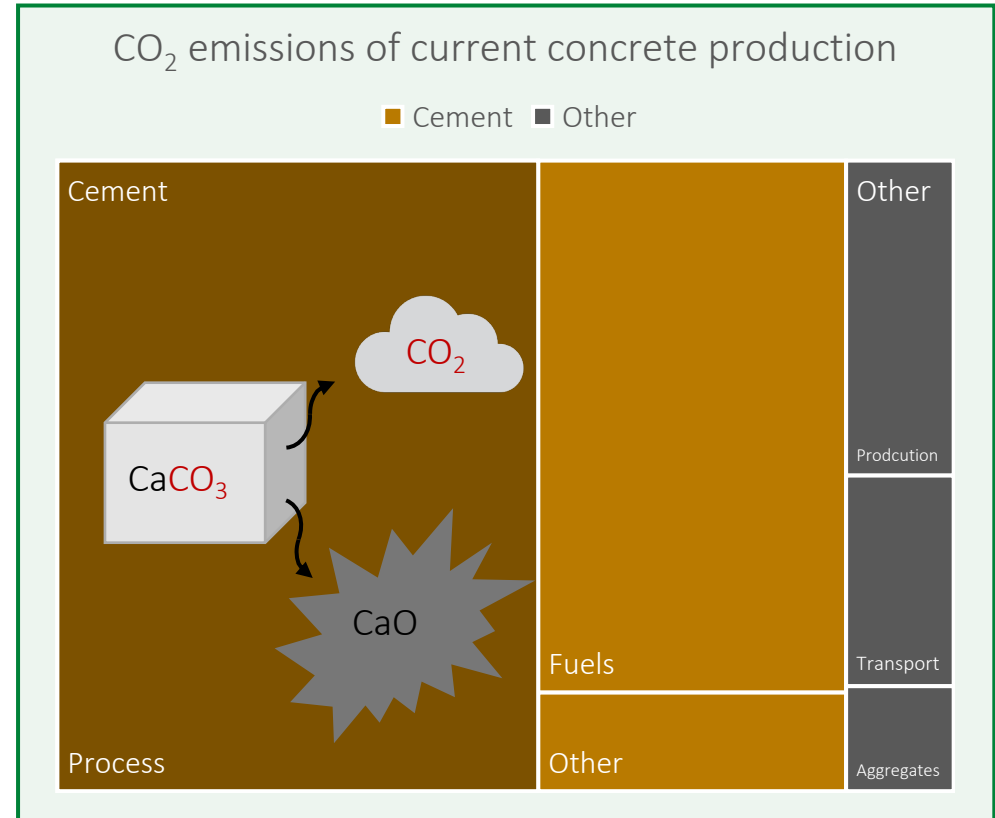 CO₂ emissions of current concrete production
Cement Other
Cement
Other
CO₂
CaCO₃
Prodcution
CaO
Fuels
Transport
Process
Other
Aggregates